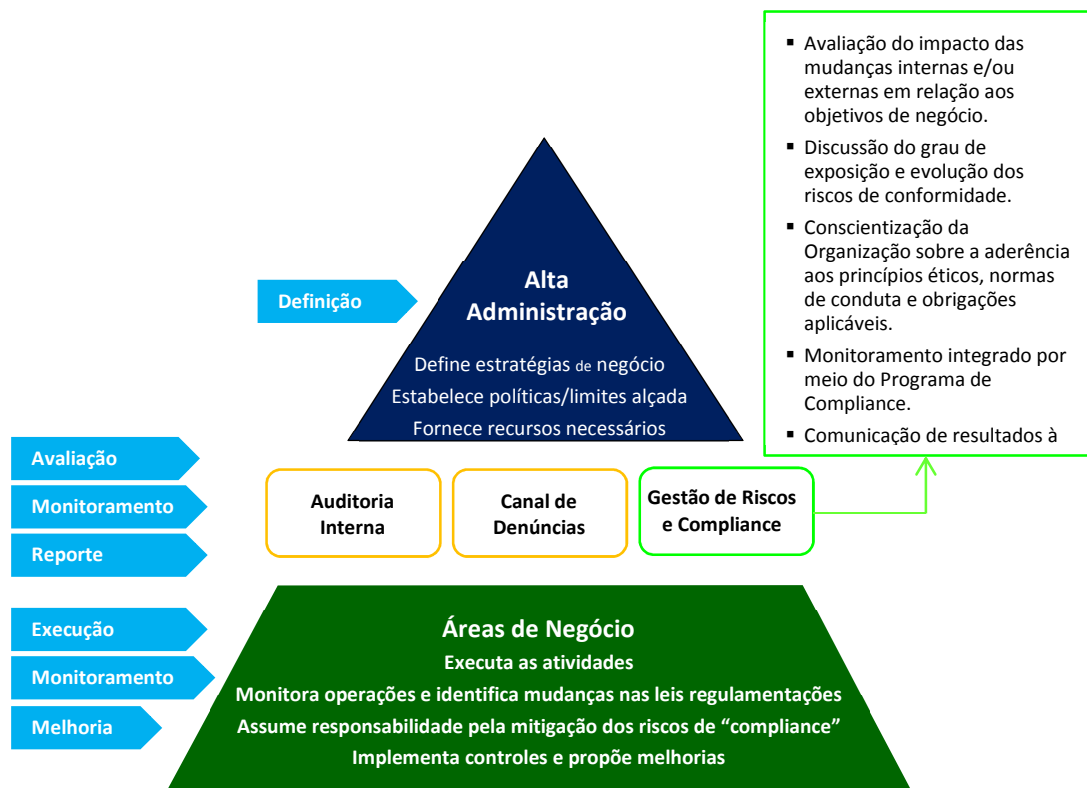 Avaliação do impacto das
mudanças internas e/ou
externas em relação aos
objetivos de negócio.
Discussão do grau de
exposição e evolução dos
riscos de conformidade.
Conscientização da
Organização sobre a aderência
aos princípios éticos, normas
de conduta e obrigações
aplicáveis.
Monitoramento integrado por
meio do Programa de
Compliance.
Comunicação de resultados à
Definição
Alta
Administração
Define estratégias de negócio
Estabelece políticas/limites alçada
Fornece recursos necessários
Avaliação
Monitoramento
Reporte
Auditoria
Interna
Canal de
Denúncias
Gestão de Riscos
e Compliance
Execução
Monitoramento
Melhoria
Áreas de Negócio
Executa as atividades
Monitora operações e identifica mudanças nas leis regulamentações
Assume responsabilidade pela mitigação dos riscos de “compliance”
Implementa controles e propõe melhorias